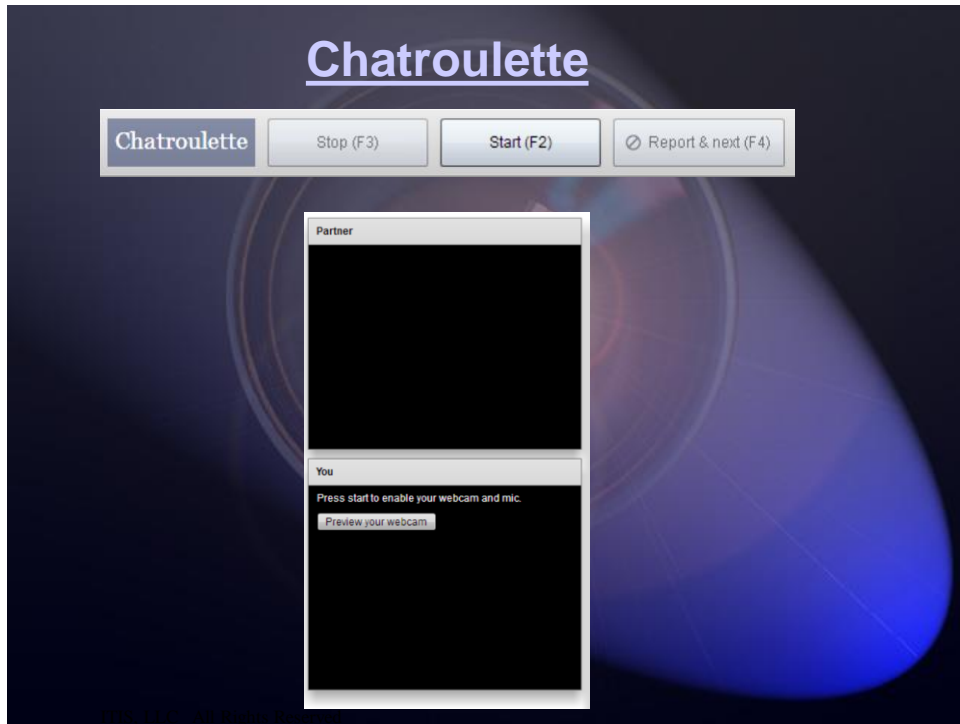 Chatroulette
Chatroulette Stop (F3) Start (F2) Report & next (F4)
Partner
You
Press start to enable your webcam and mic.
Preview your webcam